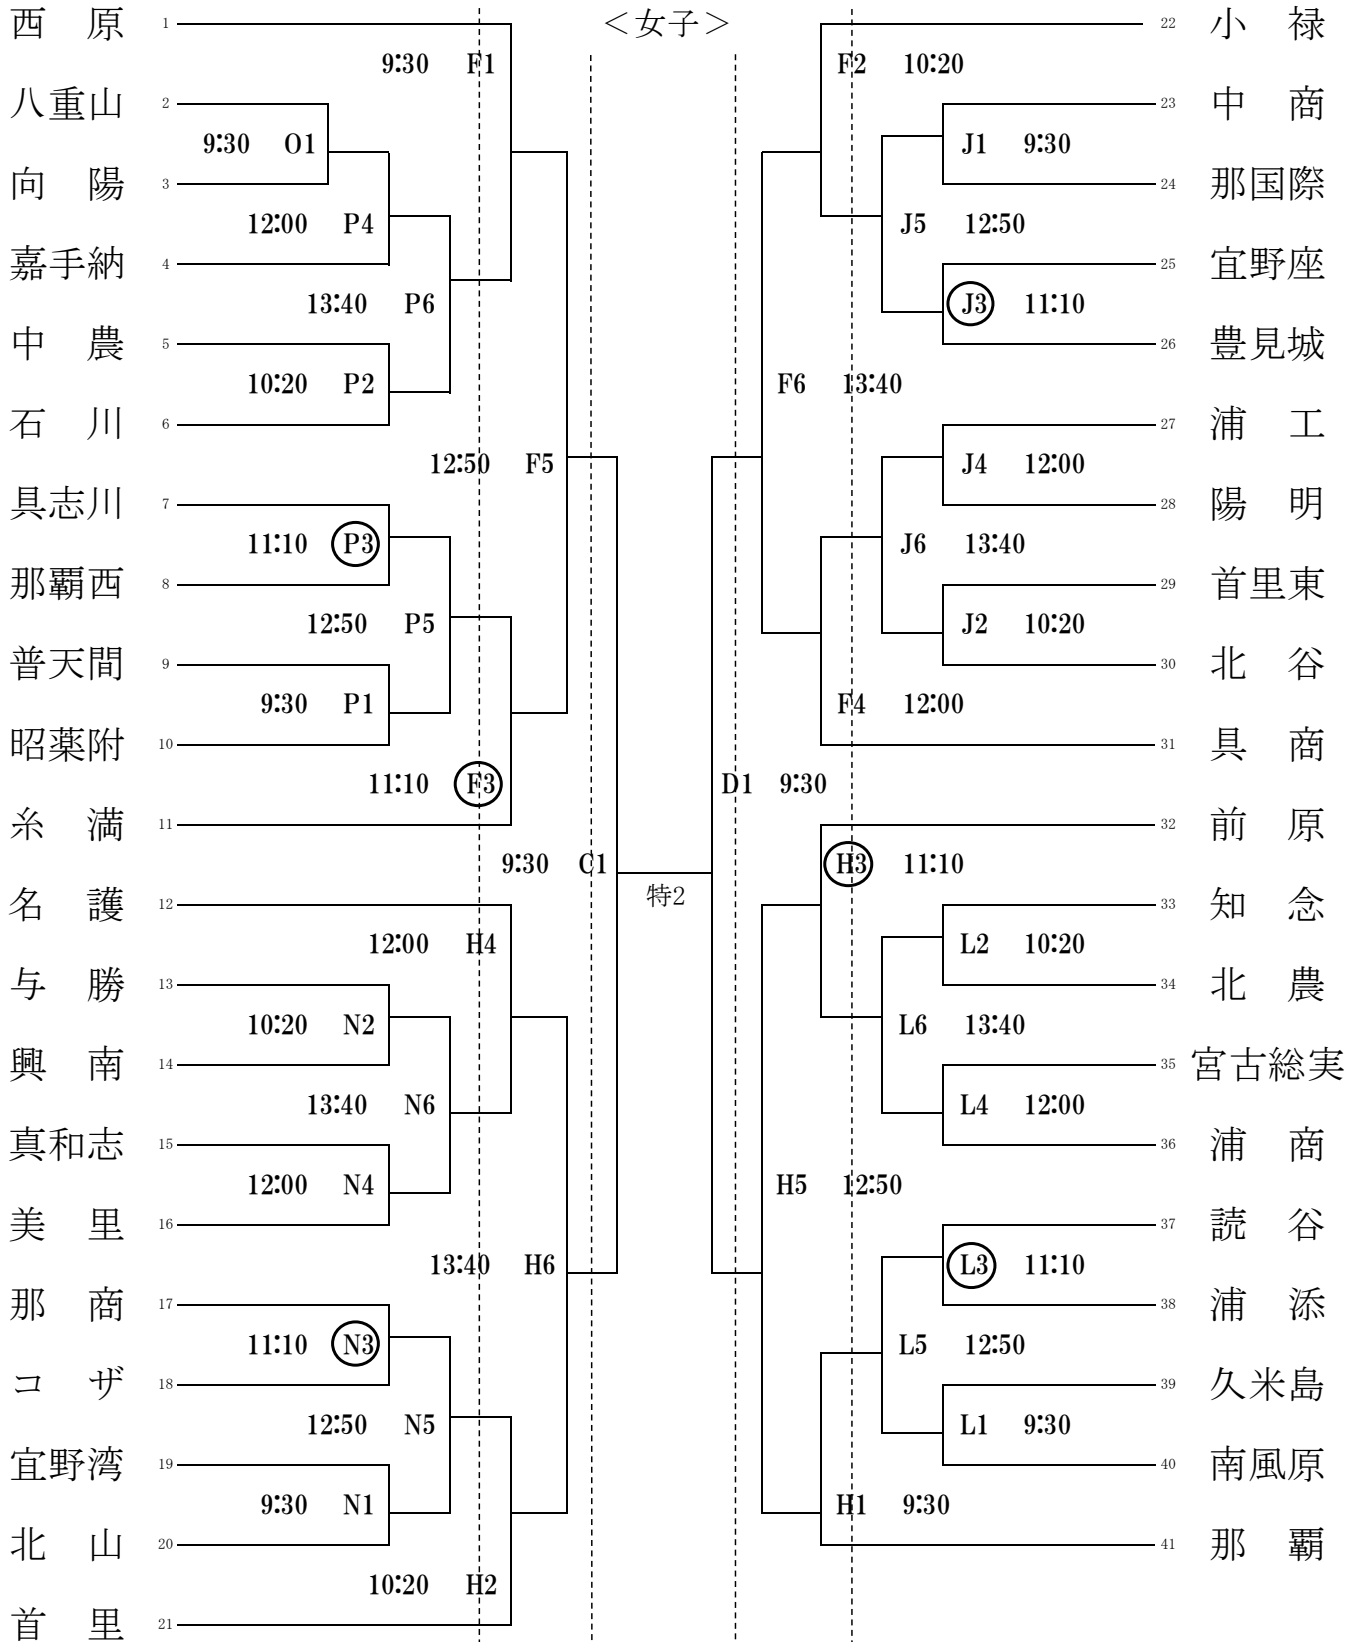 ＜女子＞
西 原 1
9:30 F1
八重山 2
9:30 O1
向 陽 3
12:00 P4
嘉手納 4
13:40 P6
中 農 5
10:20 P2
石 川 6
12:50 F5
具志川 7
11:10 P3
那覇西 8
12:50 P5
普天間 9
9:30 P1
昭薬附 10
11:10 F3
糸 満 11
9:30 C1
名 護 12
12:00 H4
与 勝 13
10:20 N2
興 南 14
13:40 N6
真和志 15
12:00 N4
美 里 16
13:40 H6
那 商 17
11:10 N3
コ ザ 18
12:50 N5
宜野湾 19
9:30 N1
北 山 20
10:20 H2
首 里 21
特2
22 小 禄
F2 10:20
23 中 商
J1 9:30
24 那国際
J5 12:50
25 宜野座
J3 11:10
26 豊見城
F6 13:40
27 浦 工
J4 12:00
28 陽 明
J6 13:40
29 首里東
J2 10:20
30 北 谷
F4 12:00
31 具 商
D1 9:30
32 前 原
H3 11:10
33 知 念
L2 10:20
34 北 農
L6 13:40
35 宮古総実
L4 12:00
36 浦 商
H5 12:50
37 読 谷
L3 11:10
38 浦 添
L5 12:50
39 久米島
L1 9:30
40 南風原
H1 9:30
41 那 覇